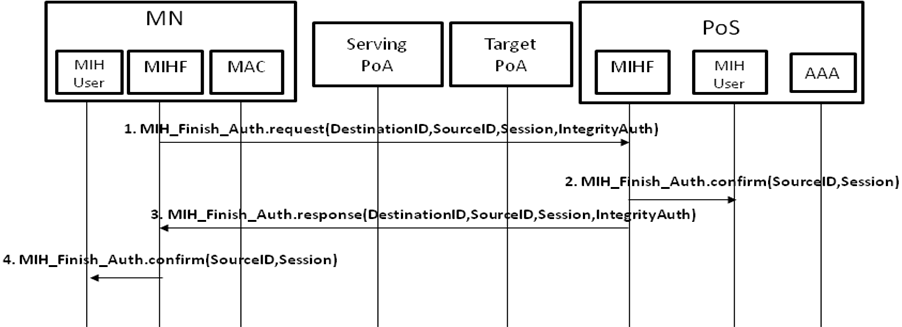 MN
MIH
User
MIHF
MAC
Serving
PoA
Target
PoA
PoS
MIHF
MIH
User
AAA
1. MIH_Finish_Auth.request(DestinationID,SourceID,Session,IntegrityAuth)
2. MIH_Finish_Auth.confirm(SourceID,Session)
3. MIH_Finish_Auth.response(DestinationID,SourceID,Session,IntegrityAuth)
4. MIH_Finish_Auth.confirm(SourceID,Session)